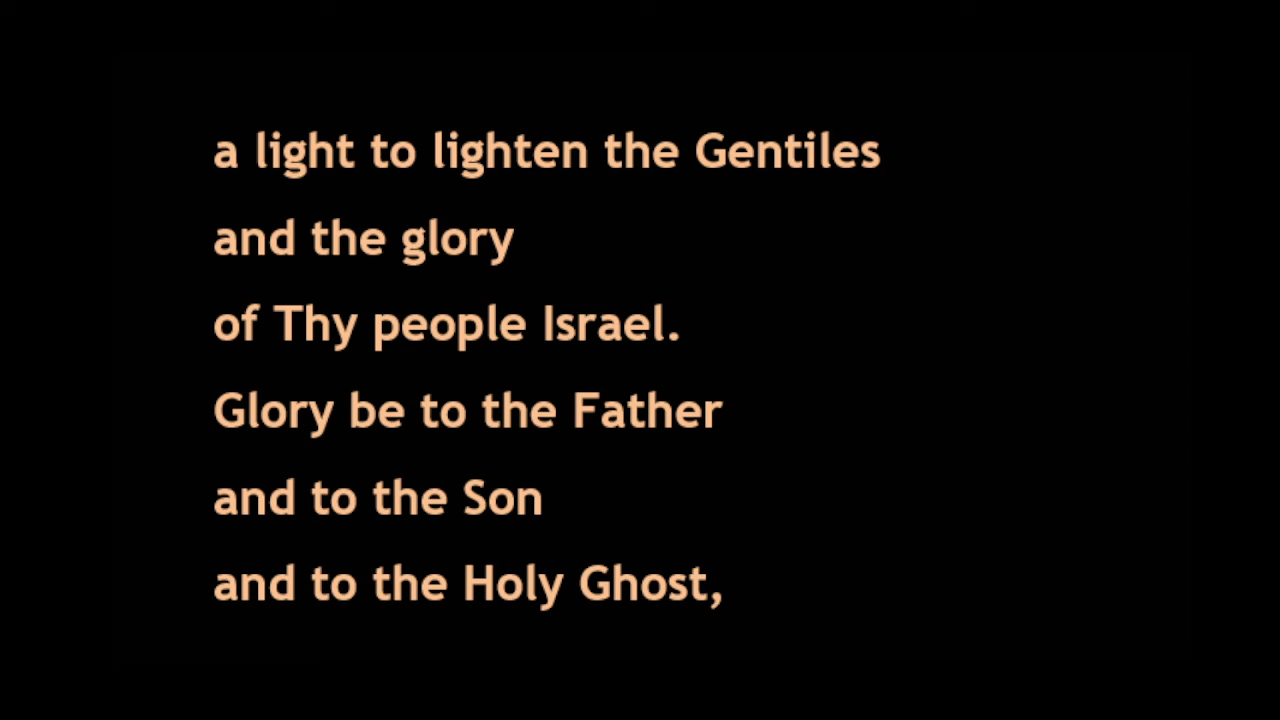 a light to lighten the Gentiles
and the glory
of Thy people Israel.
Glory be to the Father
and to the Son
and to the Holy Ghost,